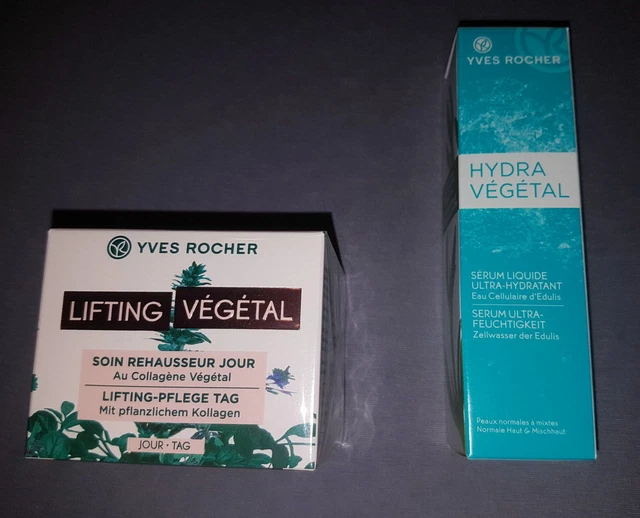 YVES ROCHER
LIFTING VÉGÉTAL
SOIN REHAUSSEUR JOUR
Au Collagène Végétal
LIFTING-PFLEGE TAG
Mit pflanzlichem Kollagen
JOUR • TAG
YVES ROCHER
HYDRA
VÉGÉTAL
SÉRUM LIQUIDE
ULTRA-HYDRATANT
Eau Cellulaire d'Edulis
SERUM ULTRA-
FEUCHTIGKEIT
Zellwasser der Edulis
Peaux normales à mixtes
Normale Haut & Mischhaut